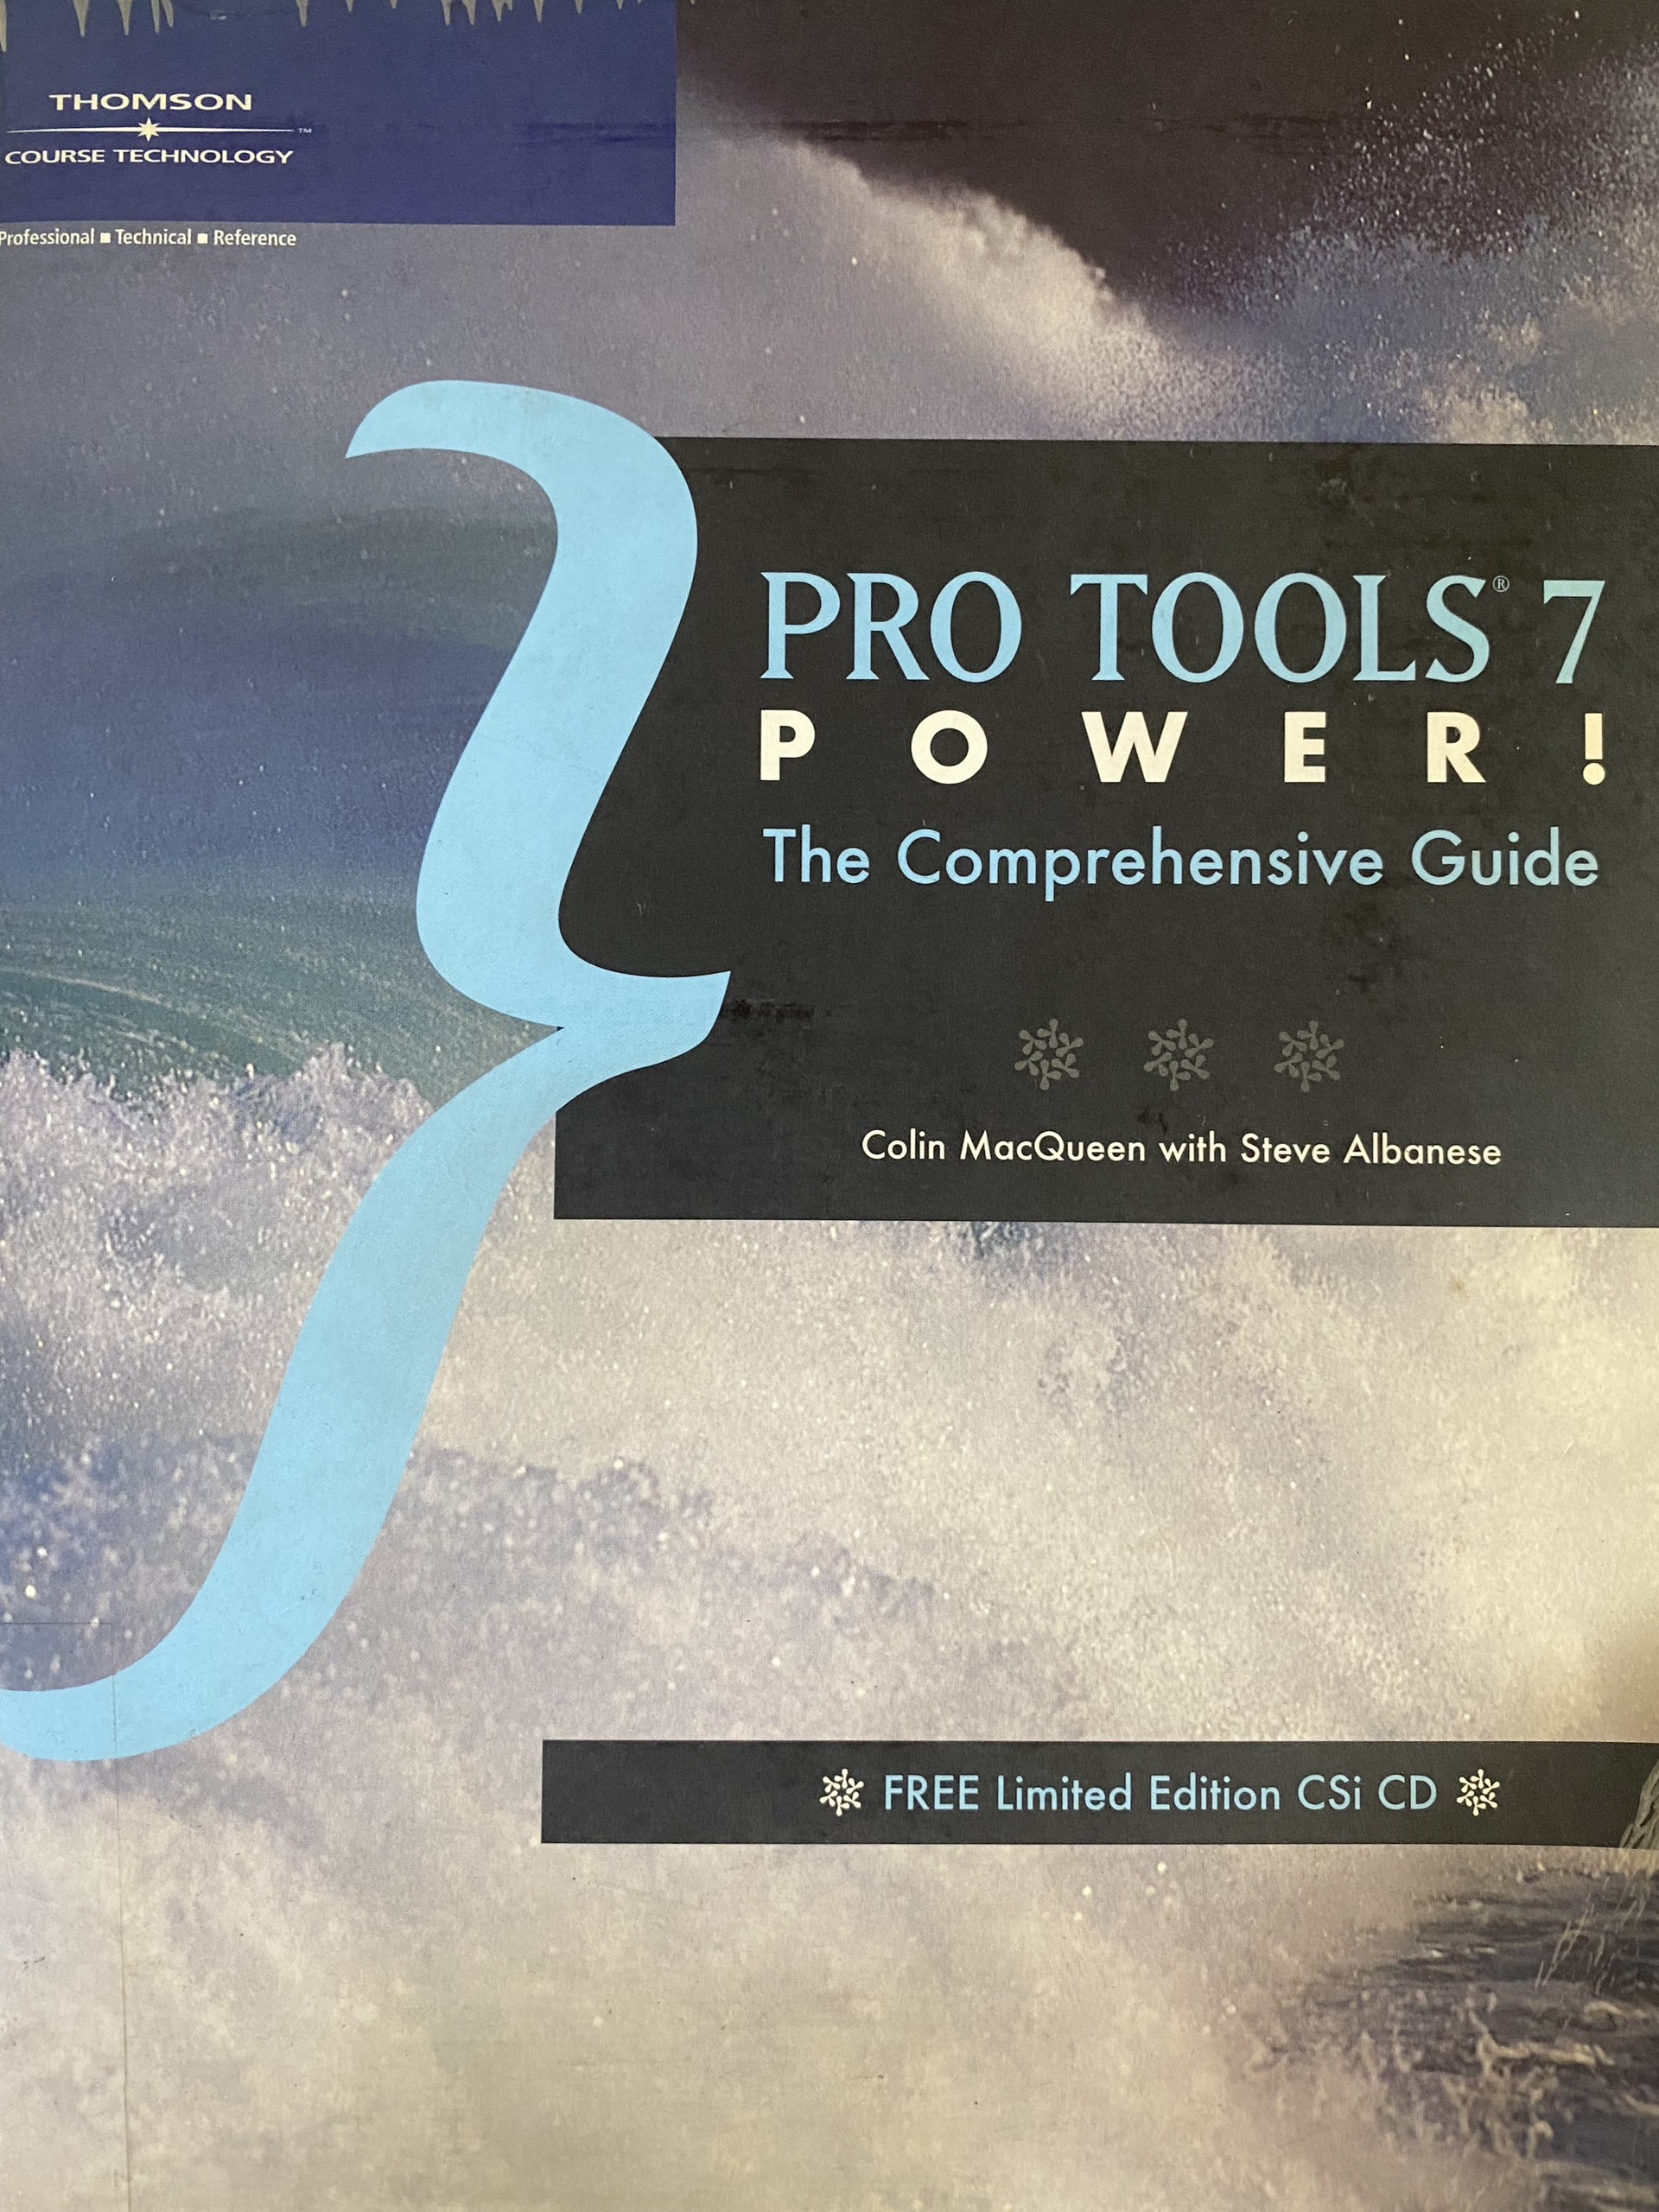 THOMSON
™
COURSE TECHNOLOGY
Professional ■ Technical ■ Reference
PRO TOOLS® 7
POWER!
The Comprehensive Guide
Colin MacQueen with Steve Albanese
FREE Limited Edition CSi CD